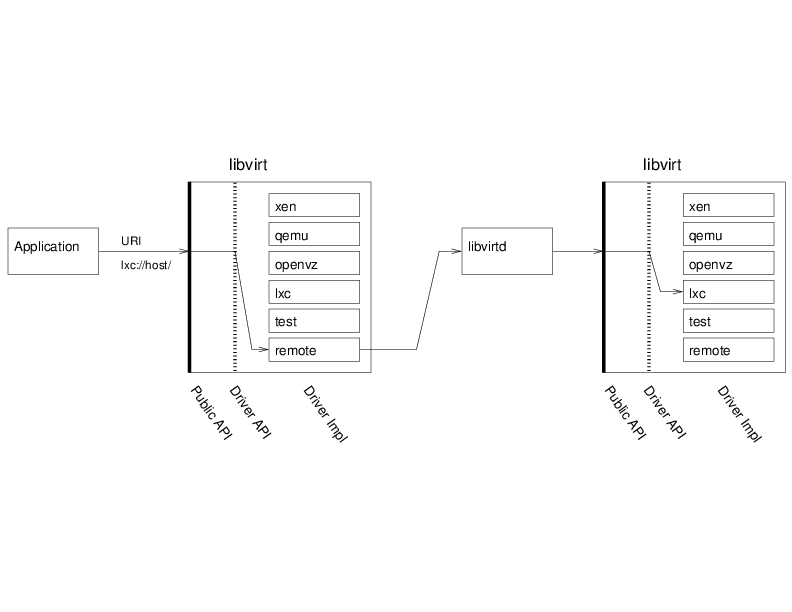 libvirt
libvirt
xen
xen
Application
URI
qemu
libvirtd
qemu
lxc://host/
openvz
openvz
lxc
lxc
test
test
remote
remote
Public API
Driver API
Driver Impl
Public API
Driver API
Driver Impl